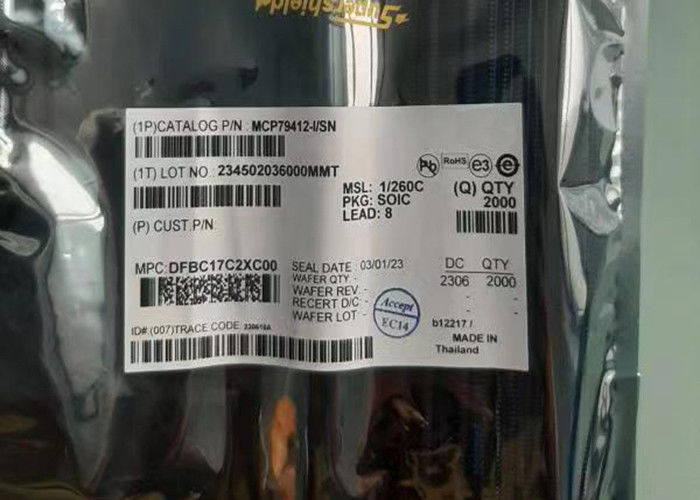 Supershield
(1P)CATALOG P/N : MCP79412-I/SN
(1T) LOT NO : 234502036000MMT
Pb RoHS e3 e
MSL: 1/260C
PKG: SOIC
LEAD: 8
(Q) QTY
2000
(P) CUST.P/N
MPC:DFBC17C2XC00
SEAL DATE : 03/01/23
WAFER QTY -
WAFER REV. -
RECERT D/C -
WAFER LOT -
DC QTY
2306 2000
- -
- -
Accept
EC14
b12217 /
MADE IN
Thailand
ID#.(007)TRACE CODE